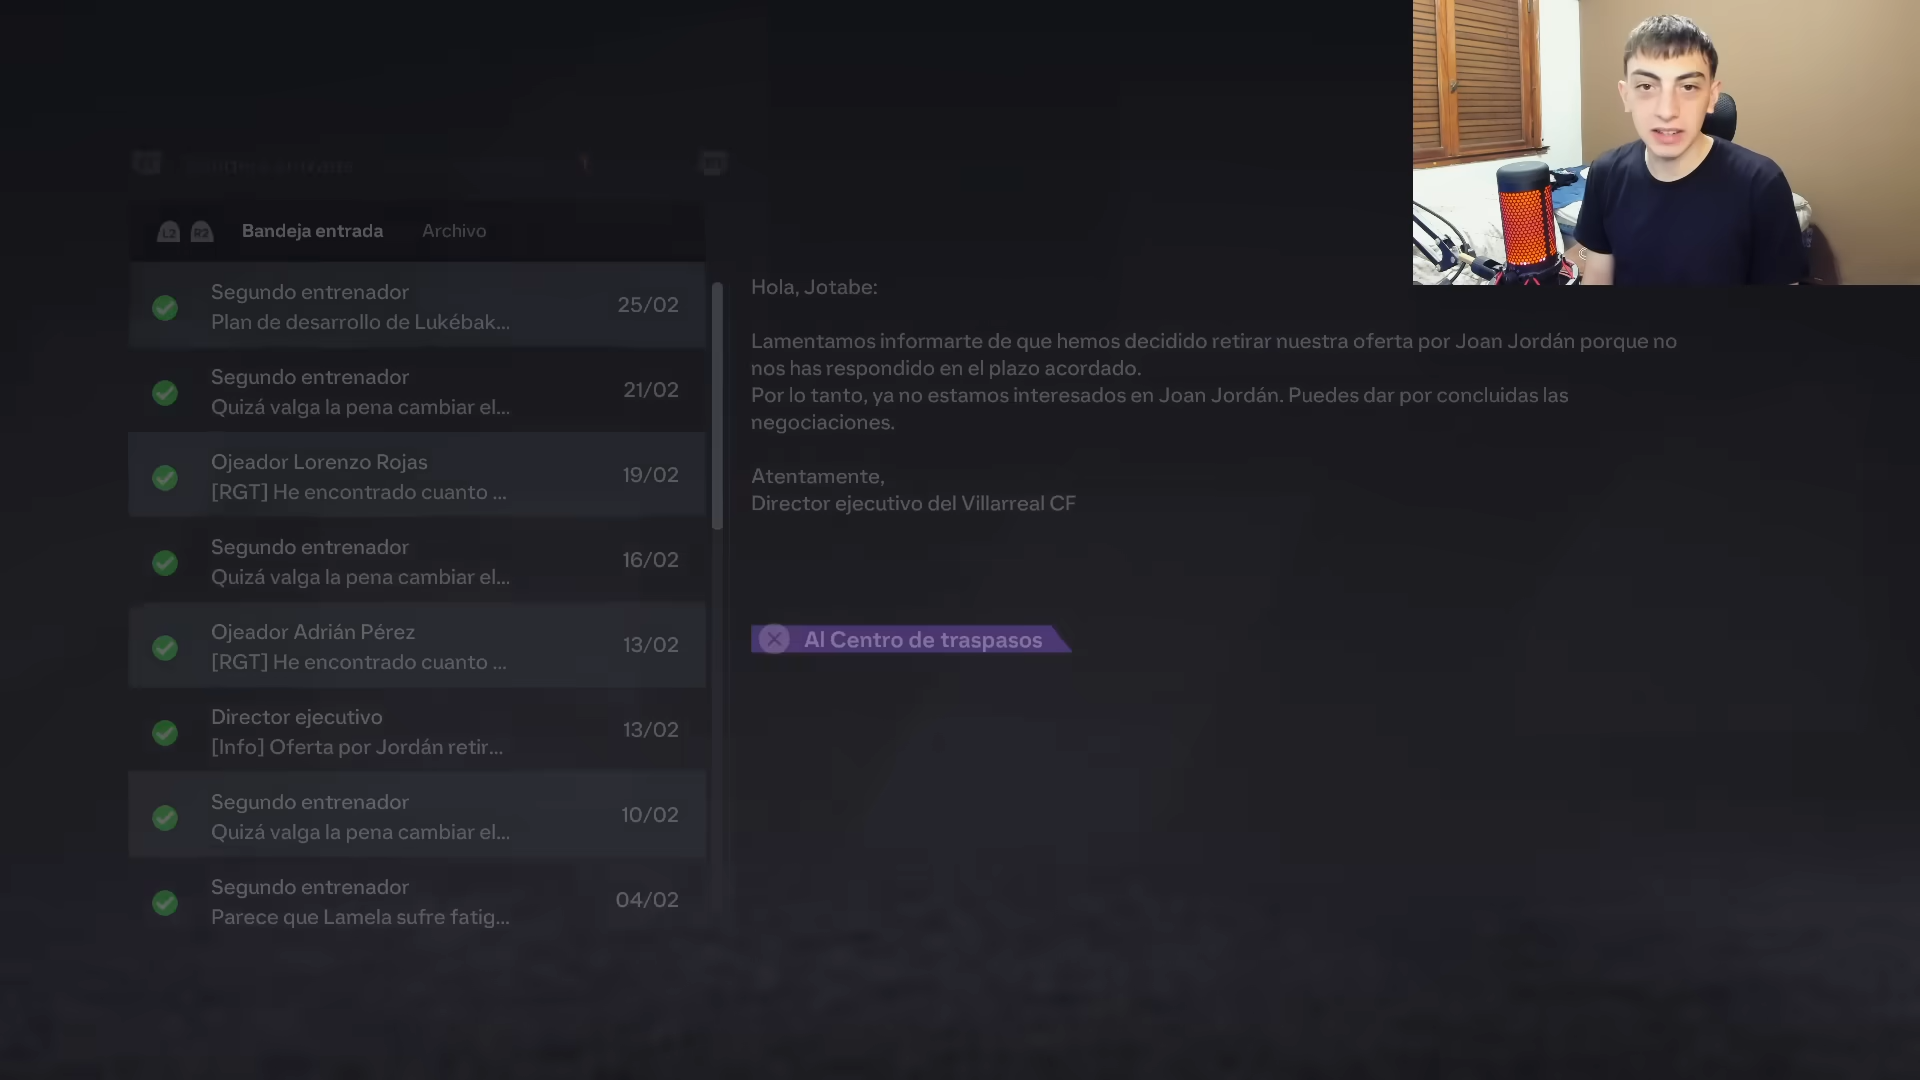 L2 R2 Bandeja entrada Archivo
Segundo entrenador 25/02
Plan de desarrollo de Lukébak...
Segundo entrenador 21/02
Quizá valga la pena cambiar el...
Ojeador Lorenzo Rojas 19/02
[RGT] He encontrado cuanto ...
Segundo entrenador 16/02
Quizá valga la pena cambiar el...
Ojeador Adrián Pérez 13/02
[RGT] He encontrado cuanto ...
Director ejecutivo 13/02
[Info] Oferta por Jordán retir...
Segundo entrenador 10/02
Quizá valga la pena cambiar el...
Segundo entrenador 04/02
Parece que Lamela sufre fatig...
Hola, Jotabe:
Lamentamos informarte de que hemos decidido retirar nuestra oferta por Joan Jordán porque no
nos has respondido en el plazo acordado.
Por lo tanto, ya no estamos interesados en Joan Jordán. Puedes dar por concluidas las
negociaciones.
Atentamente,
Director ejecutivo del Villarreal CF
Al Centro de traspasos